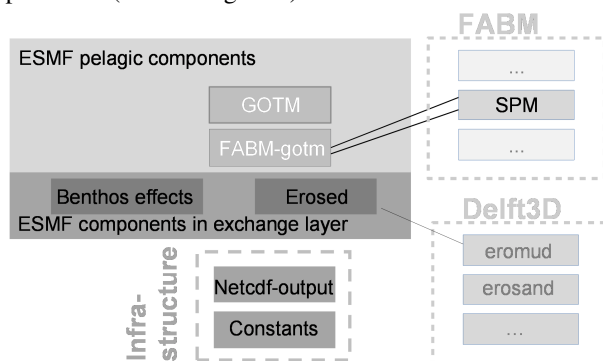 FABM
ESMF pelagic components
...
GOTM
SPM
FABM-gotm
...
Benthos effects
Erosed
ESMF components in exchange layer
Delft3D
eromud
Infra-
structure
Netcdf-output
erosand
Constants
...